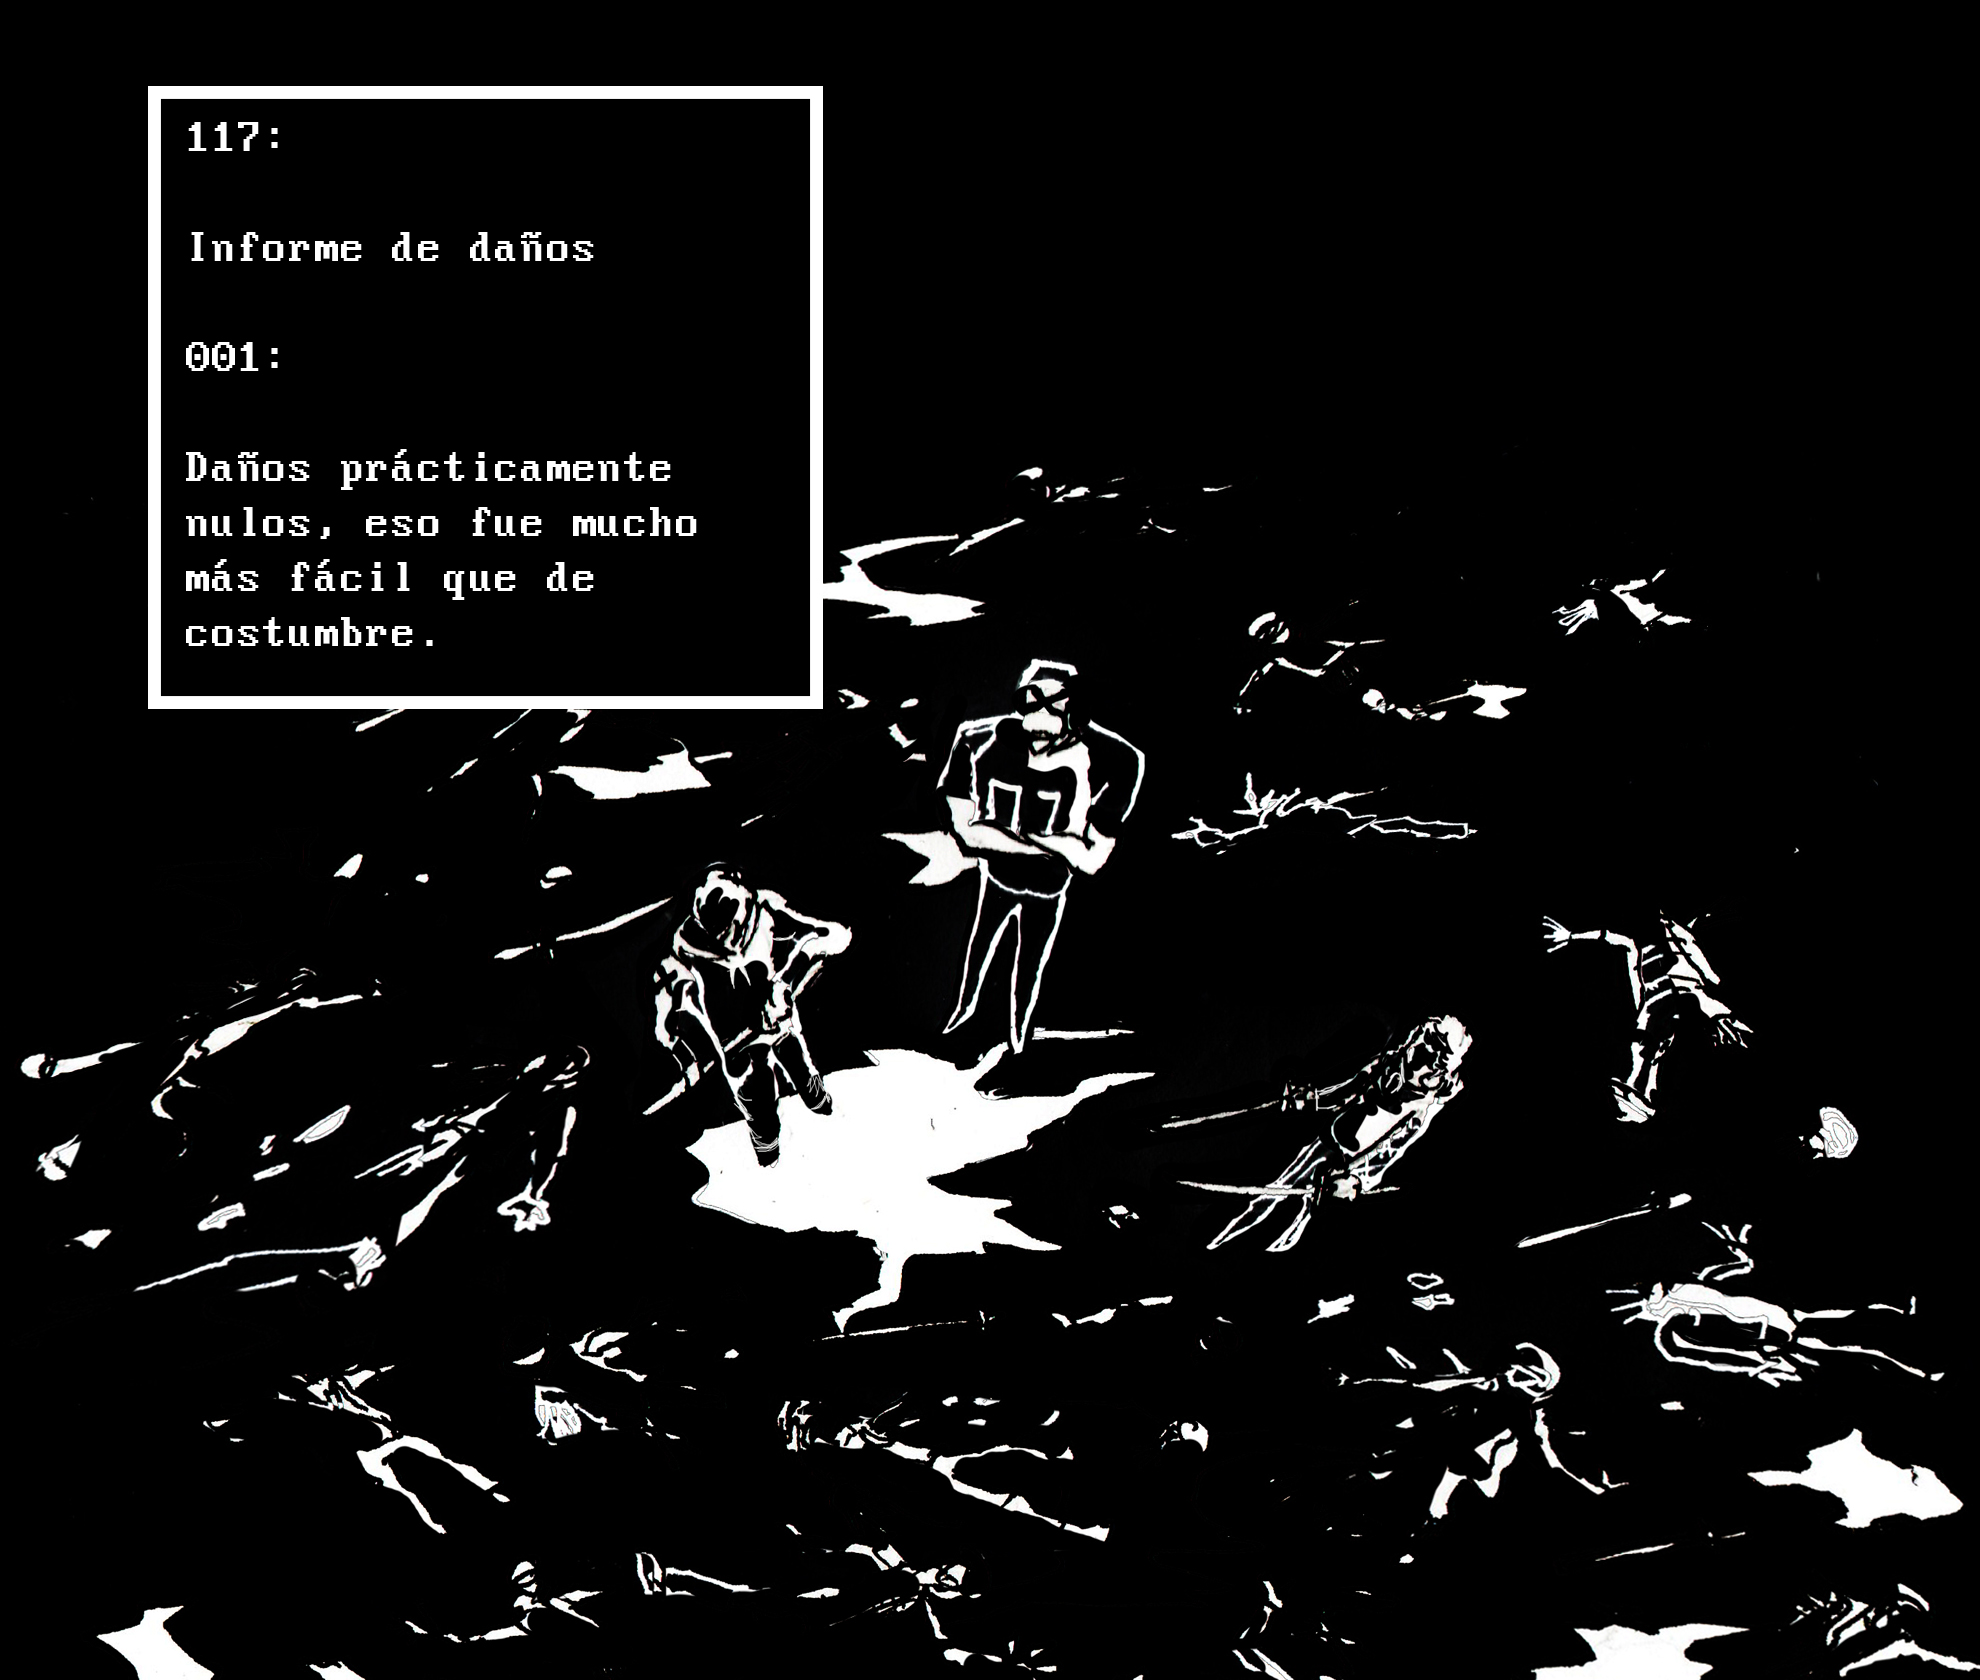 117:
Informe de daños
001:
Daños prácticamente
nulos, eso fue mucho
más fácil que de
costumbre.